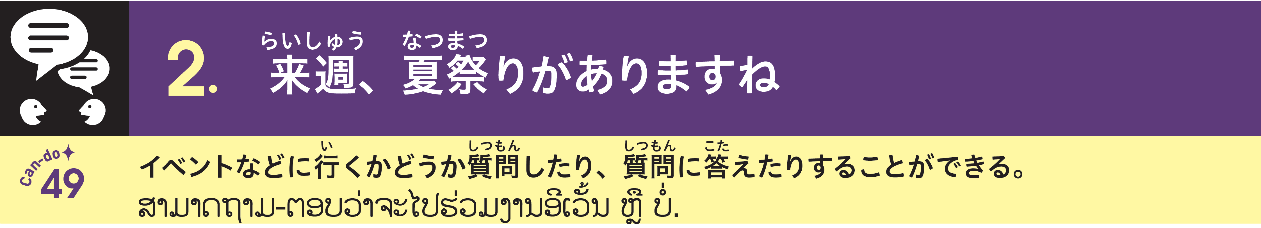 らいしゅう なつまつ
2. 来週、夏祭りがありますね
Can-do
49
い しつもん しつもん こた
イベントなどに行くかどうか質問したり、質問に答えたりすることができる。
ສາມາດຖາມ-ຕອບວ່າຈະໄປຮ່ວມງານອີເວັ້ນ ຫຼື ບໍ່.